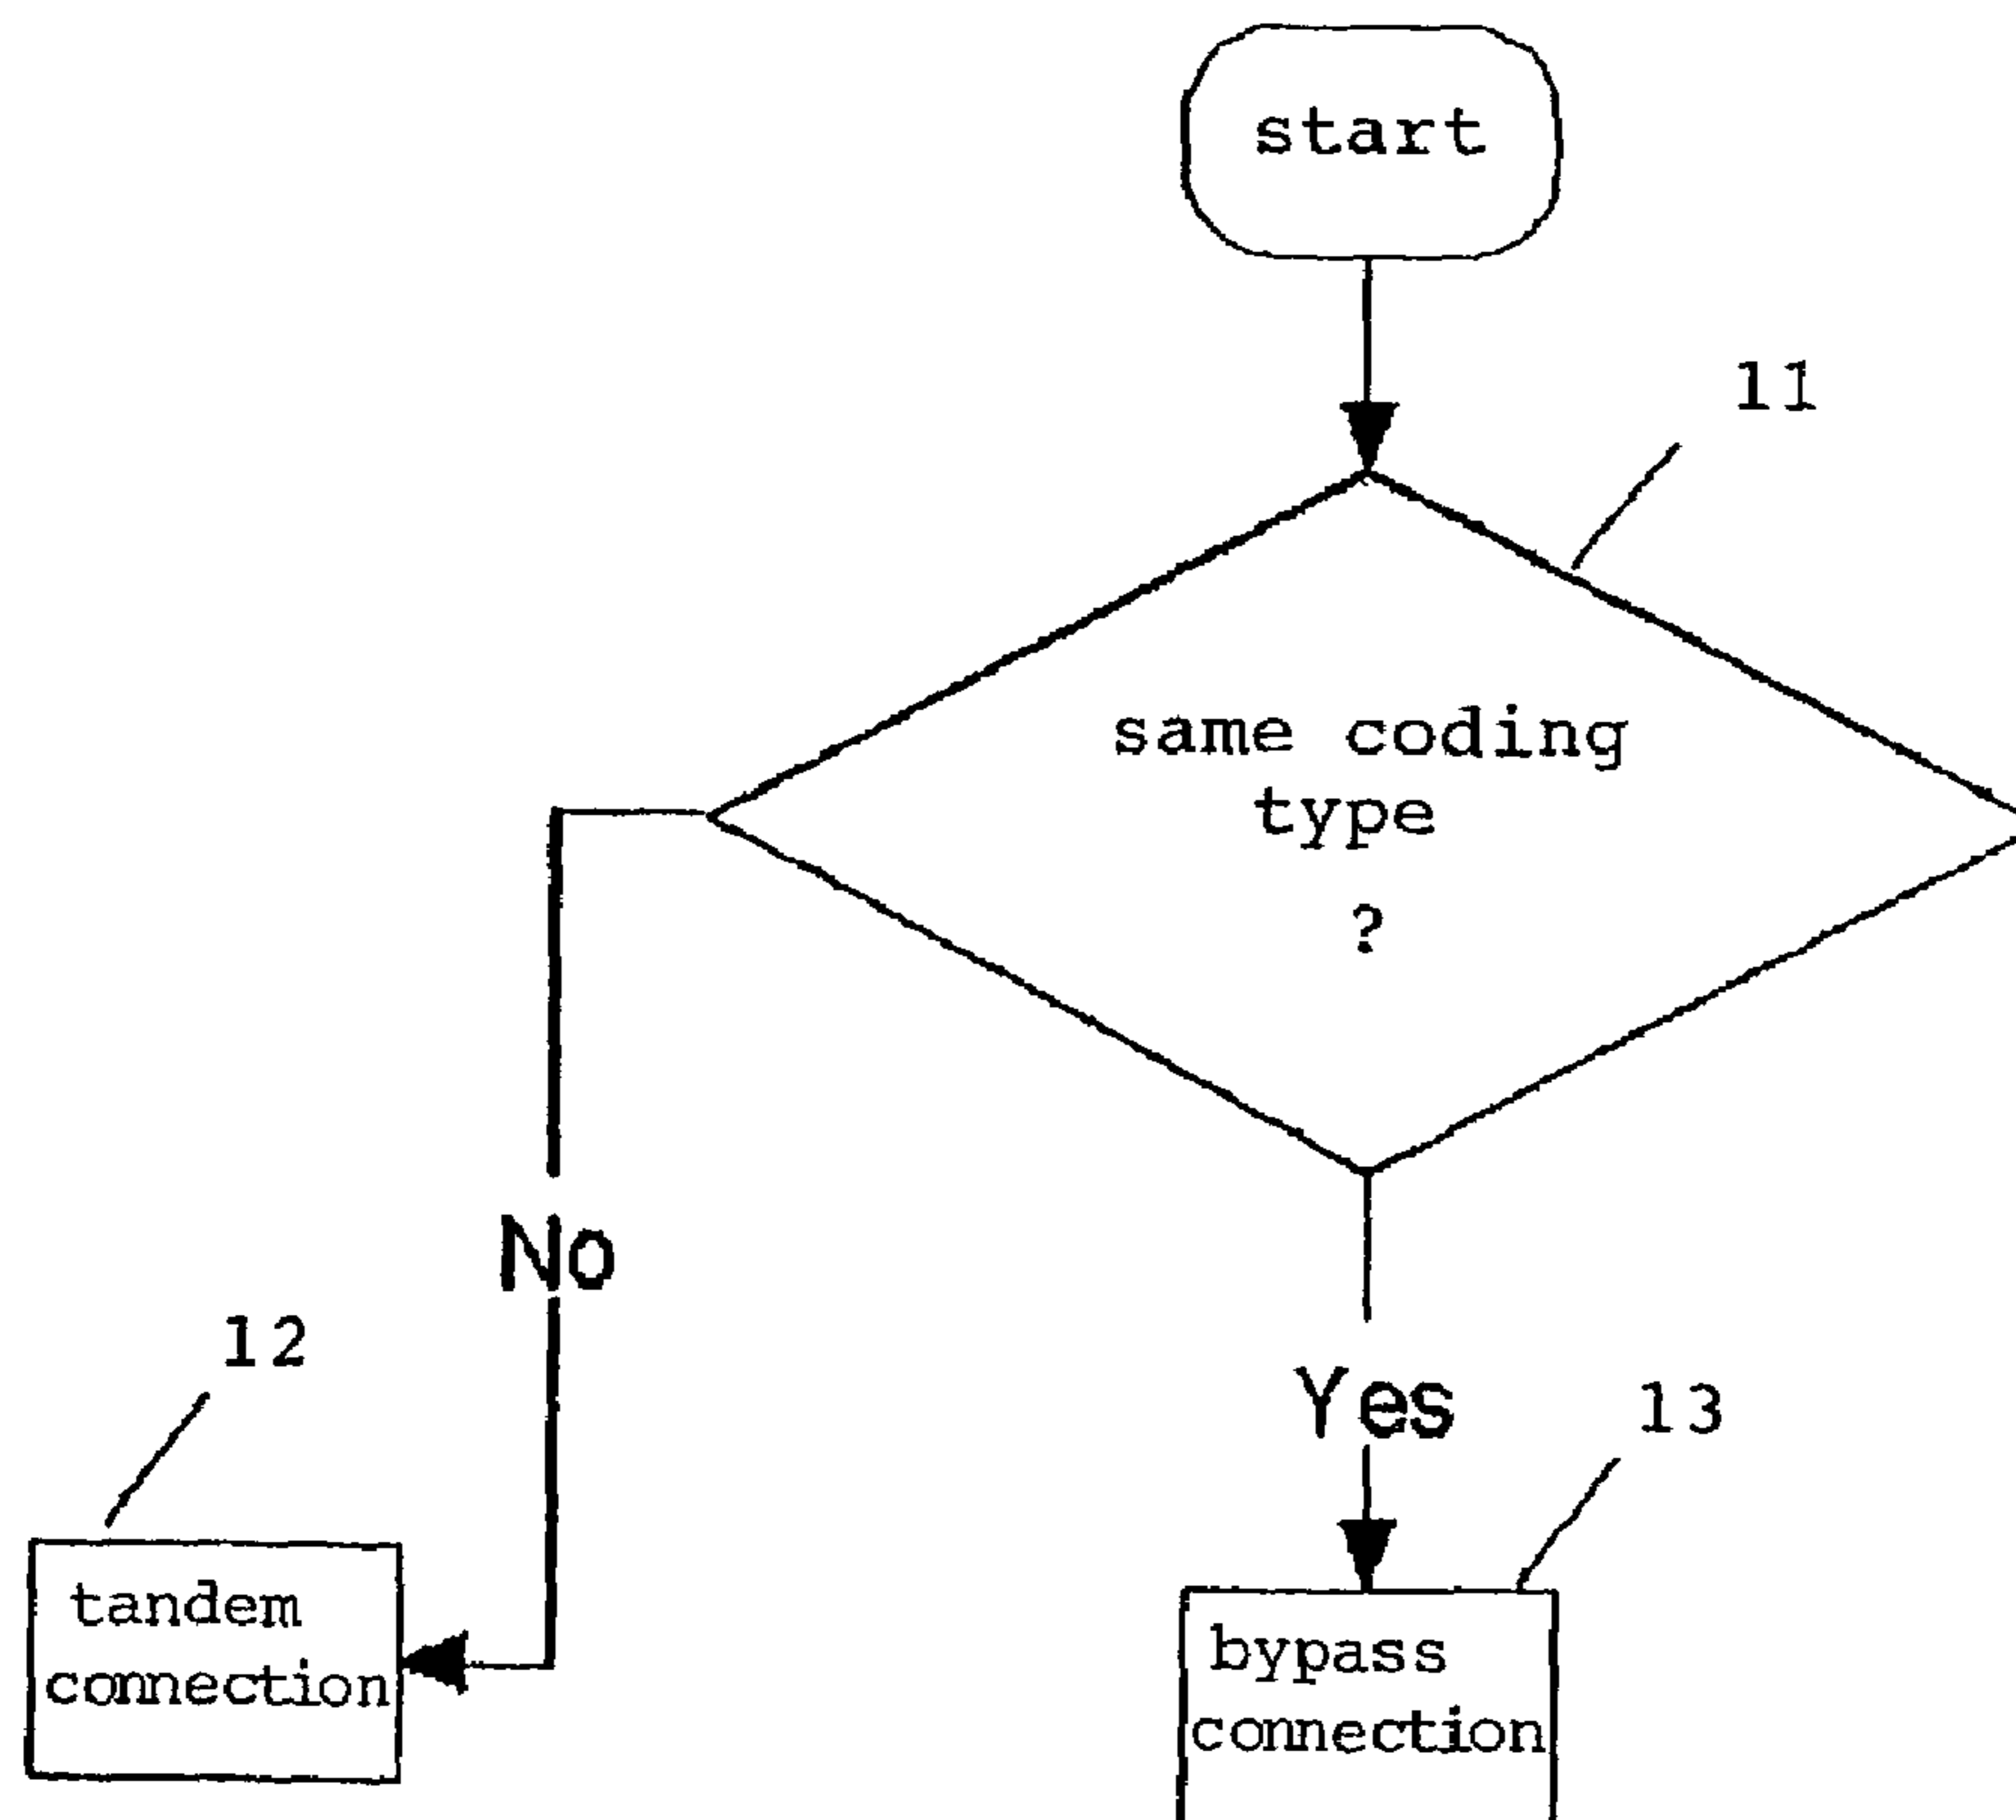 start
11
same coding
type
?
No
12
Yes
13
tandem
connection
bypass
connection